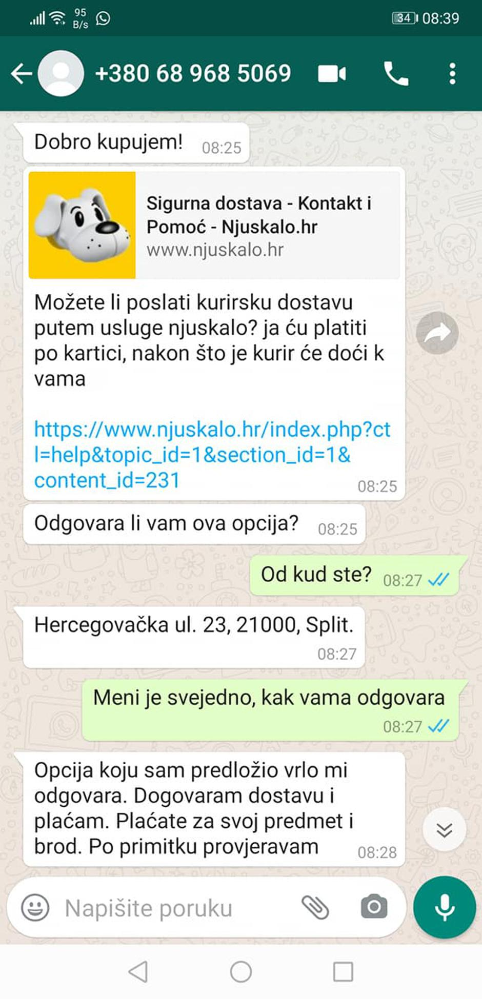 95
B/s
34
08:39
+380 68 968 5069
Dobro kupujem!
08:25
Sigurna dostava - Kontakt i
Pomoć - Njuskalo.hr
www.njuskalo.hr
Možete li poslati kurirsku dostavu
putem usluge njuskalo? ja ću platiti
po kartici, nakon što je kurir će doći k
vama
https://www.njuskalo.hr/index.php?ct
l=help&topic_id=1&section_id=1&
content_id=231
08:25
Odgovara li vam ova opcija?
08:25
Od kud ste?
08:27
Hercegovačka ul. 23, 21000, Split.
08:27
Meni je svejedno, kak vama odgovara
08:27
Opcija koju sam predložio vrlo mi
odgovara. Dogovaram dostavu i
plaćam. Plaćate za svoj predmet i
brod. Po primitku provjeravam
08:28
Napišite poruku